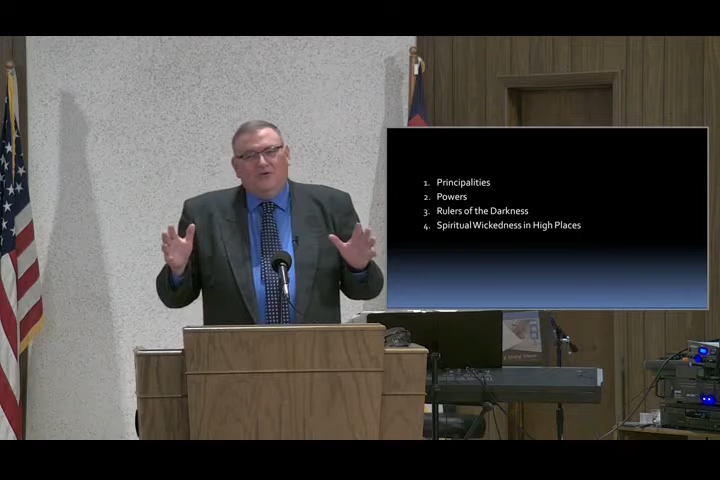 1. Principalities
2. Powers
3. Rulers of the Darkness
4. Spiritual Wickedness in High Places